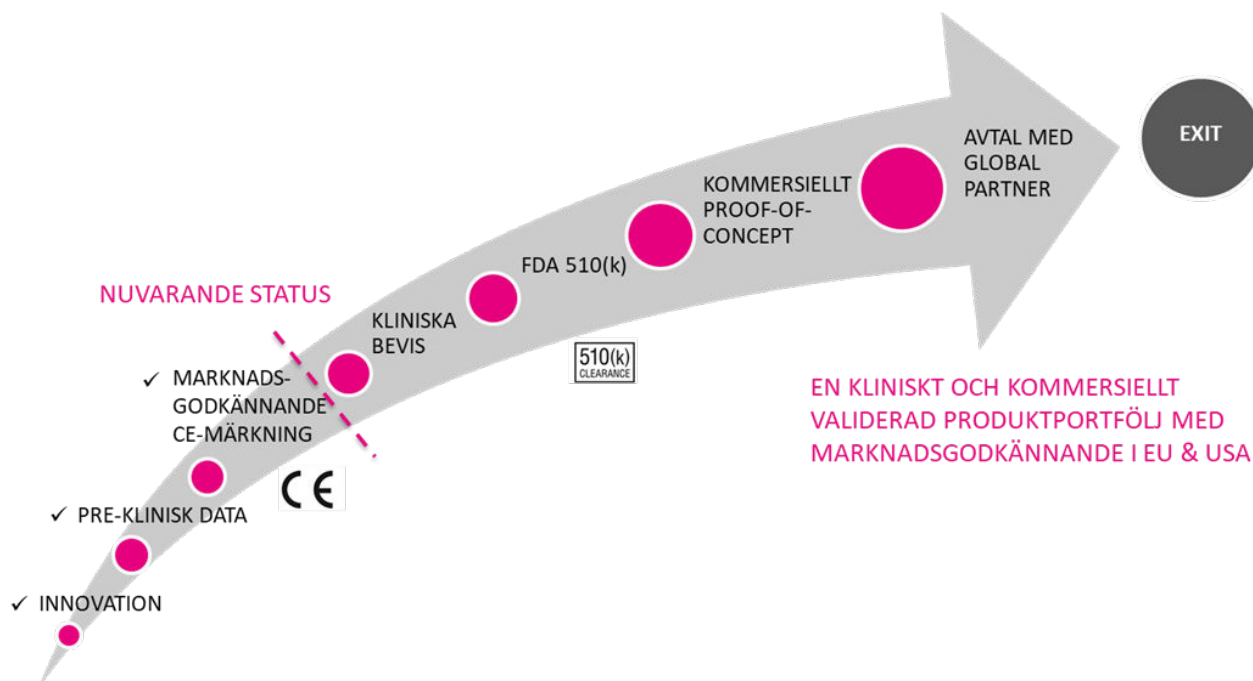 EXIT
AVTAL MED
GLOBAL
PARTNER
KOMMERSIELLT
PROOF-OF-
CONCEPT
FDA 510(k)
NUVARANDE STATUS
KLINISKA
BEVIS
510(k)
CLEARANCE
✓ MARKNADS-
GODKÄNNANDE
CE-MÄRKNING
EN KLINISKT OCH KOMMERSIELLT
VALIDERAD PRODUKTPORTFÖLJ MED
MARKNADSGODKÄNNANDE I EU & USA
CE
✓ PRE-KLINISK DATA
✓ INNOVATION